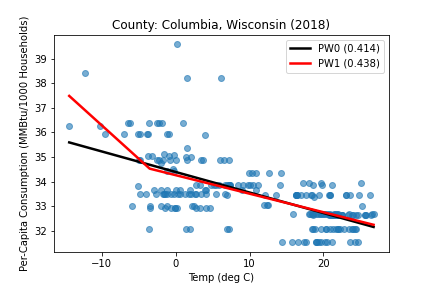 County: Columbia, Wisconsin (2018)
Per-Capita Consumption (MMBtu/1000 Households)
39
38
37
36
35
34
33
32
PW0 (0.414)
PW1 (0.438)
−10 0 10 20
Temp (deg C)